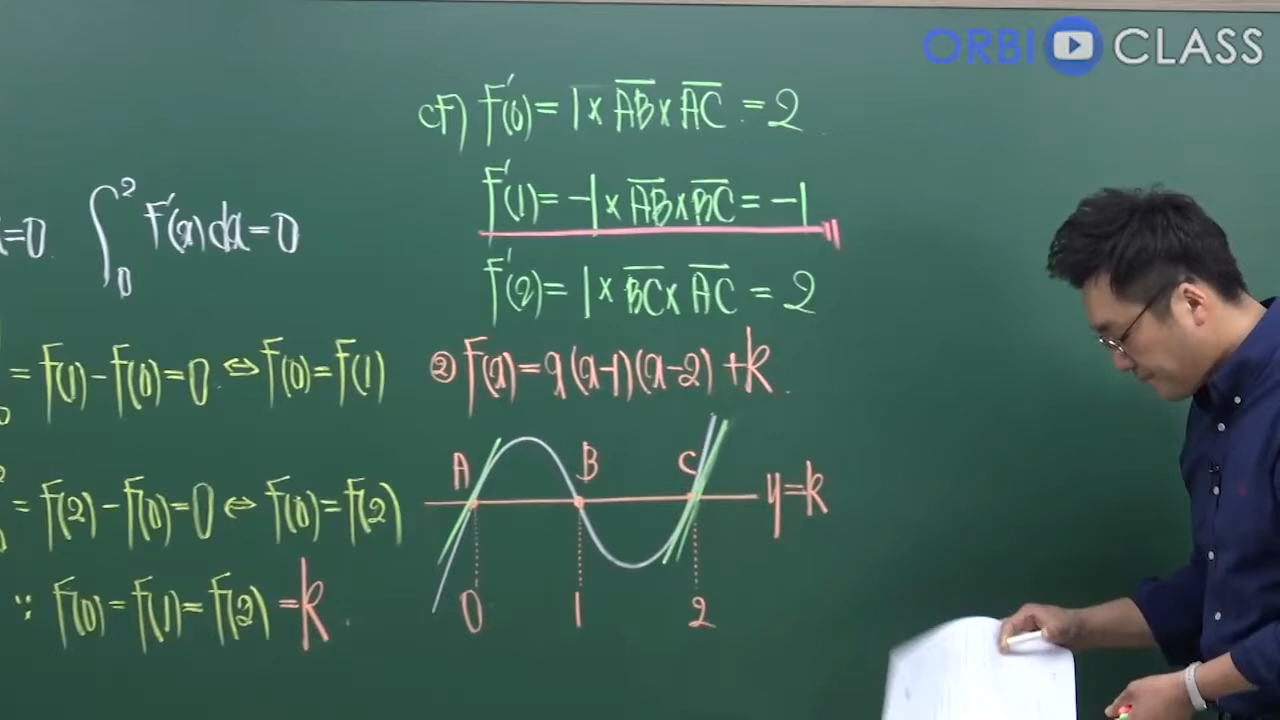 ORBI CLASS
cf) f'(0) = 1 × AB × AC = 2
f'(1) = -1 × AB × BC = -1
f'(2) = 1 × BC × AC = 2
=0 ∫₀² f'(x)dx=0
= f(1)-f(0)=0 ⇔ f(0)=f(1)
= f(2)-f(0)=0 ⇔ f(0)=f(2)
∵ f(0)=f(1)=f(2)=k
② f(x)=x(x-1)(x-2)+k
A B C
y=k
0 1 2